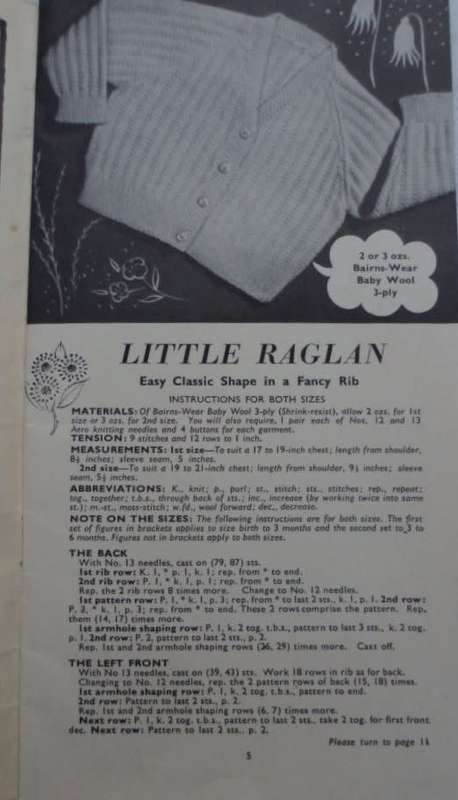 2 or 3 ozs.
Bairns-Wear
Baby Wool
3-ply
LITTLE RAGLAN
Easy Classic Shape in a Fancy Rib
INSTRUCTIONS FOR BOTH SIZES
MATERIALS: Of Bairns-Wear Baby Wool 3-ply (Shrink-resist), allow 2 ozs. for 1st
size or 3 ozs. for 2nd size. You will also require, 1 pair each of Nos. 12 and 13
Aero knitting needles and 4 buttons for each garment.
TENSION: 9 stitches and 12 rows to 1 inch.
MEASUREMENTS: 1st size—To suit a 17 to 19-inch chest; length from shoulder,
8½ inches; sleeve seam, 5 inches.
2nd size—To suit a 19 to 21-inch chest; length from shoulder, 9½ inches; sleeve
seam, 5½ inches.
ABBREVIATIONS: K., knit; p., purl; st., stitch; sts., stitches; rep., repeat;
tog., together; t.b.s., through back of sts.; inc., increase (by working twice into same
st.); m.-st., moss-stitch; w.fd., wool forward; dec., decrease.
NOTE ON THE SIZES: The following instructions are for both sizes. The first
set of figures in brackets applies to size birth to 3 months and the second set to 3 to
6 months. Figures not in brackets apply to both sizes.
THE BACK
With No. 13 needles, cast on (79, 87) sts.
1st rib row: K. 1, * p. 1, k. 1; rep. from * to end.
2nd rib row: P. 1, * k. 1, p. 1; rep. from * to end.
Rep. the 2 rib rows 8 times more. Change to No. 12 needles.
1st pattern row: P. 1, * k. 1, p. 3; rep. from * to last 2 sts., k. 1, p. 1. 2nd row:
P. 3, * k. 1, p. 3; rep. from * to end. These 2 rows comprise the pattern. Rep.
them (14, 17) times more.
1st armhole shaping row: P. 1, k. 2 tog. t.b.s., pattern to last 3 sts., k. 2 tog.
p. 1. 2nd row: P. 2, pattern to last 2 sts., p. 2.
Rep. 1st and 2nd armhole shaping rows (26, 29) times more. Cast off.
THE LEFT FRONT
With No 13 needles, cast on (39, 43) sts. Work 18 rows in rib as for back.
Changing to No. 12 needles, rep. the 2 pattern rows of back (15, 18) times.
1st armhole shaping row: P. 1, k. 2 tog. t.b.s., pattern to end.
2nd row: Pattern to last 2 sts., p. 2.
Rep. 1st and 2nd armhole shaping rows (6, 7) times more.
Next row: P. 1, k. 2 tog. t.b.s., pattern to last 2 sts., take 2 tog. for first front
dec. Next row: Pattern to last 2 sts., p. 2.
Please turn to page 11
5